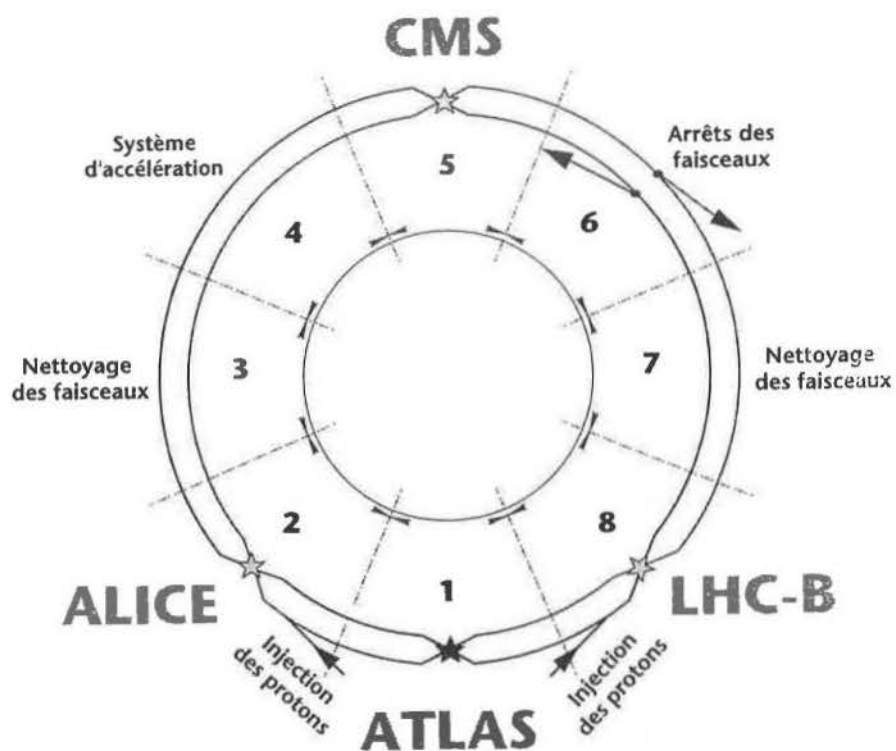 CMS
Système
d'accélération
Arrêts des
faisceaux
5
4
6
Nettoyage
des faisceaux
3
7
Nettoyage
des faisceaux
2
8
1
ALICE
LHC-B
Injection
des protons
Injection
des protons
ATLAS